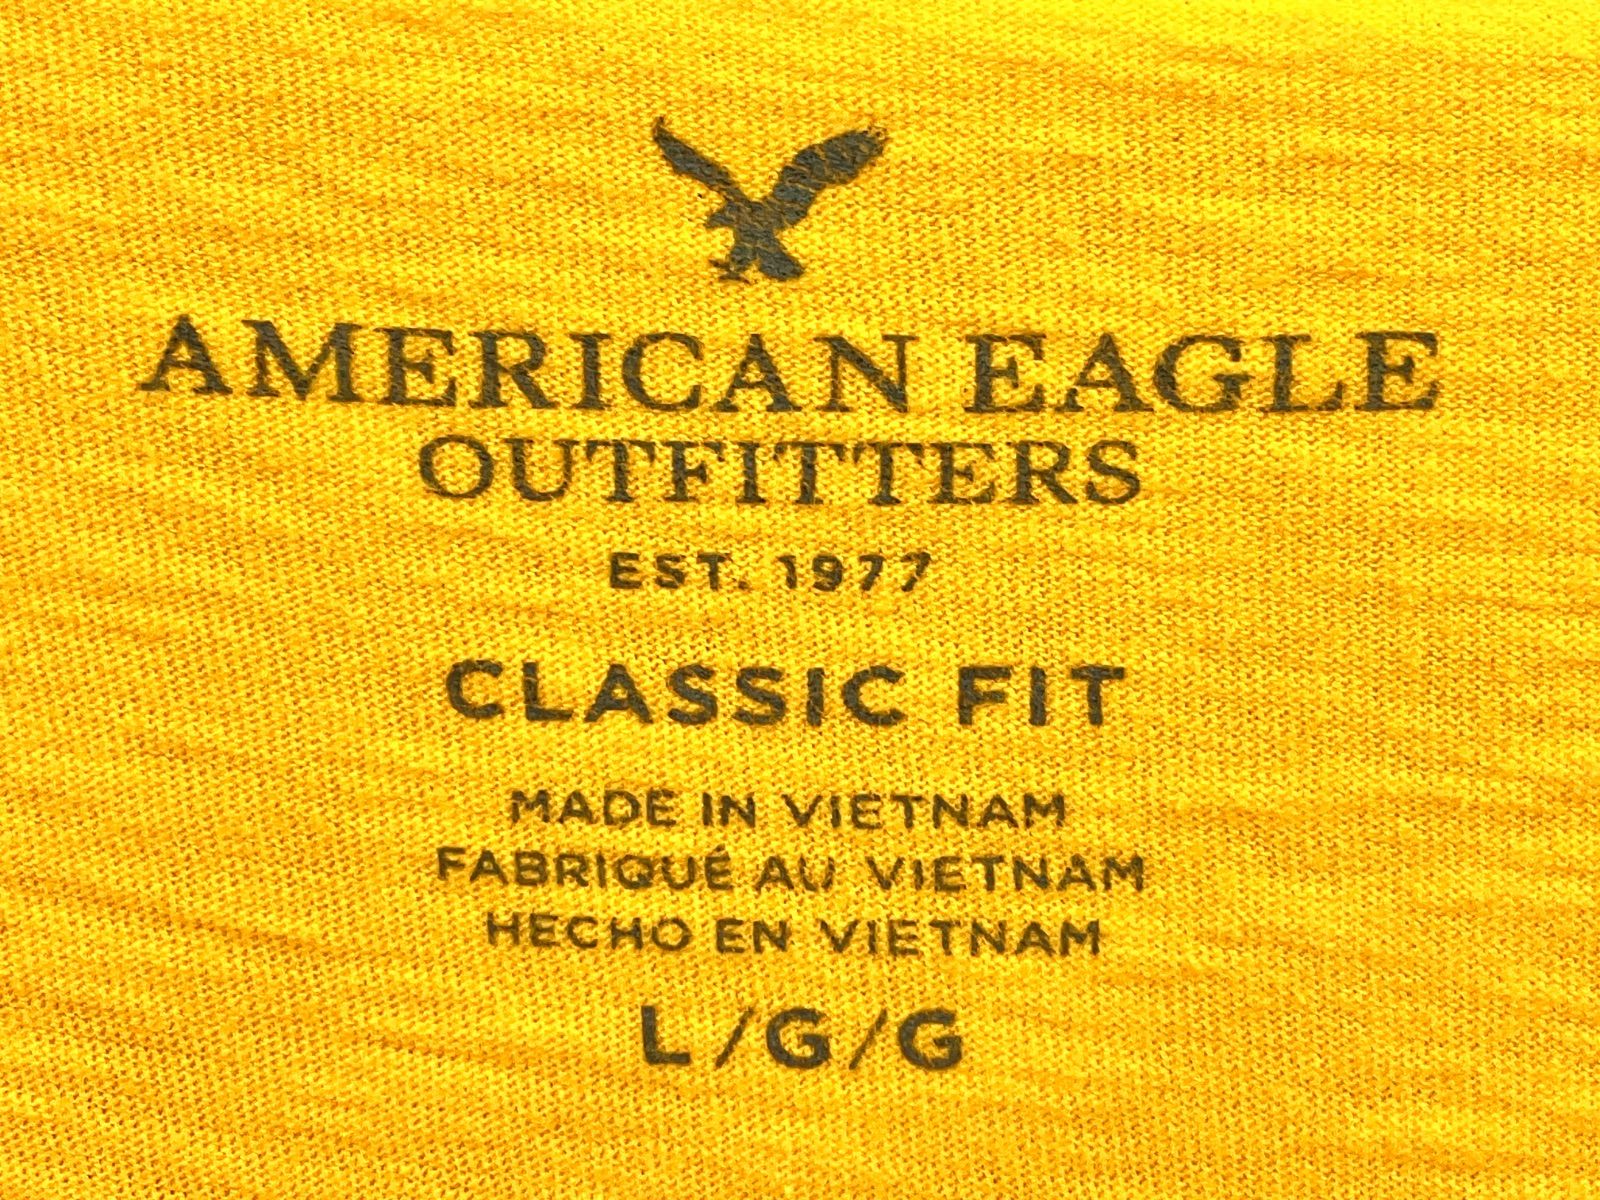 AMERICAN EAGLE
OUTFITTERS
EST. 1977
CLASSIC FIT
MADE IN VIETNAM
FABRIQUÉ AU VIETNAM
HECHO EN VIETNAM
L/G/G